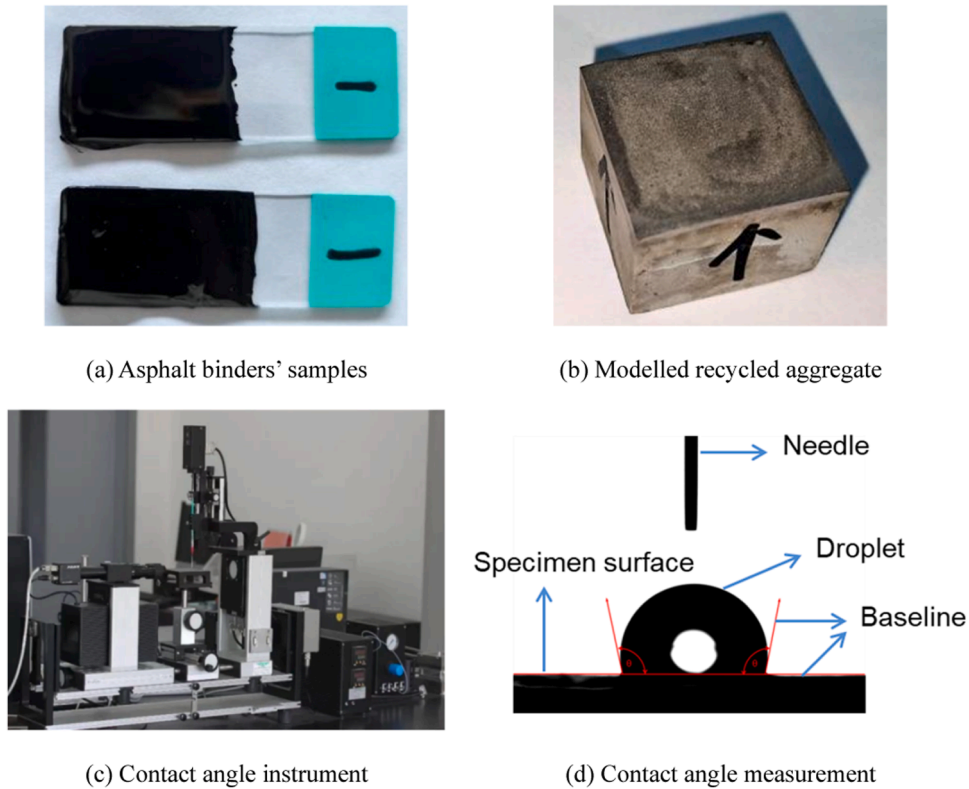 (a) Asphalt binders’ samples
(b) Modelled recycled aggregate
Needle
Droplet
Specimen surface
Baseline
θ
θ
(c) Contact angle instrument
(d) Contact angle measurement